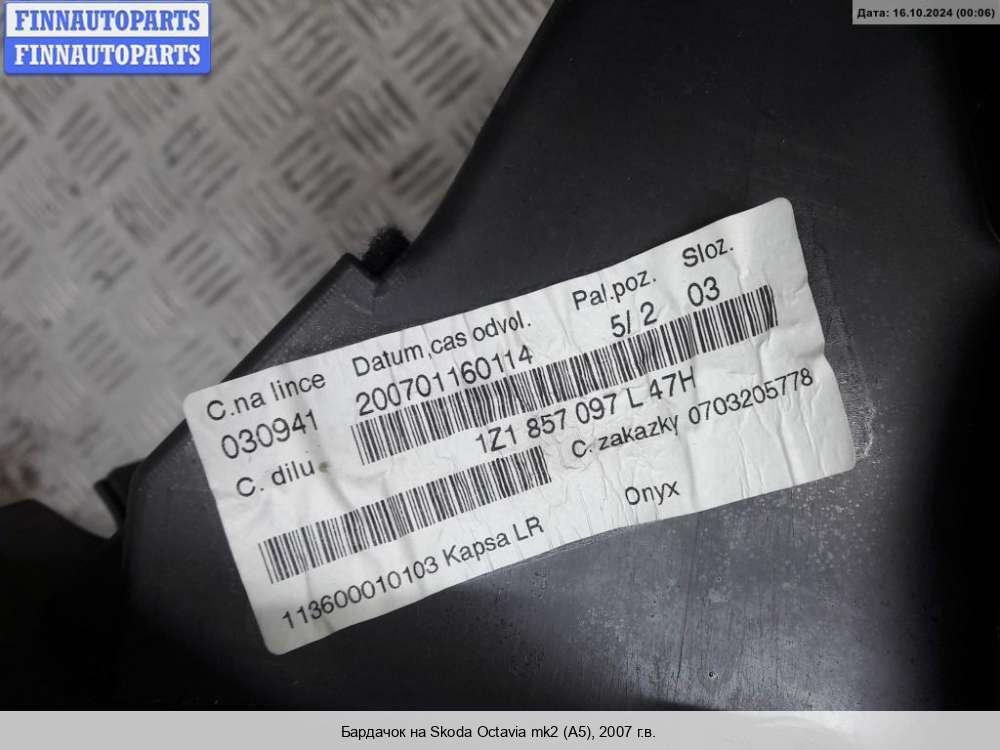 FINNAUTOPARTS
FINNAUTOPARTS
Дата: 16.10.2024 (00:06)
C.na lince Datum,cas odvol. Pal.poz. Sloz.
030941 200701160114 5/ 2 03
C. dilu 1Z1 857 097 L 47H
C. zakazky 0703205778
113600010103 Kapsa LR Onyx
Бардачок на Skoda Octavia mk2 (A5), 2007 г.в.